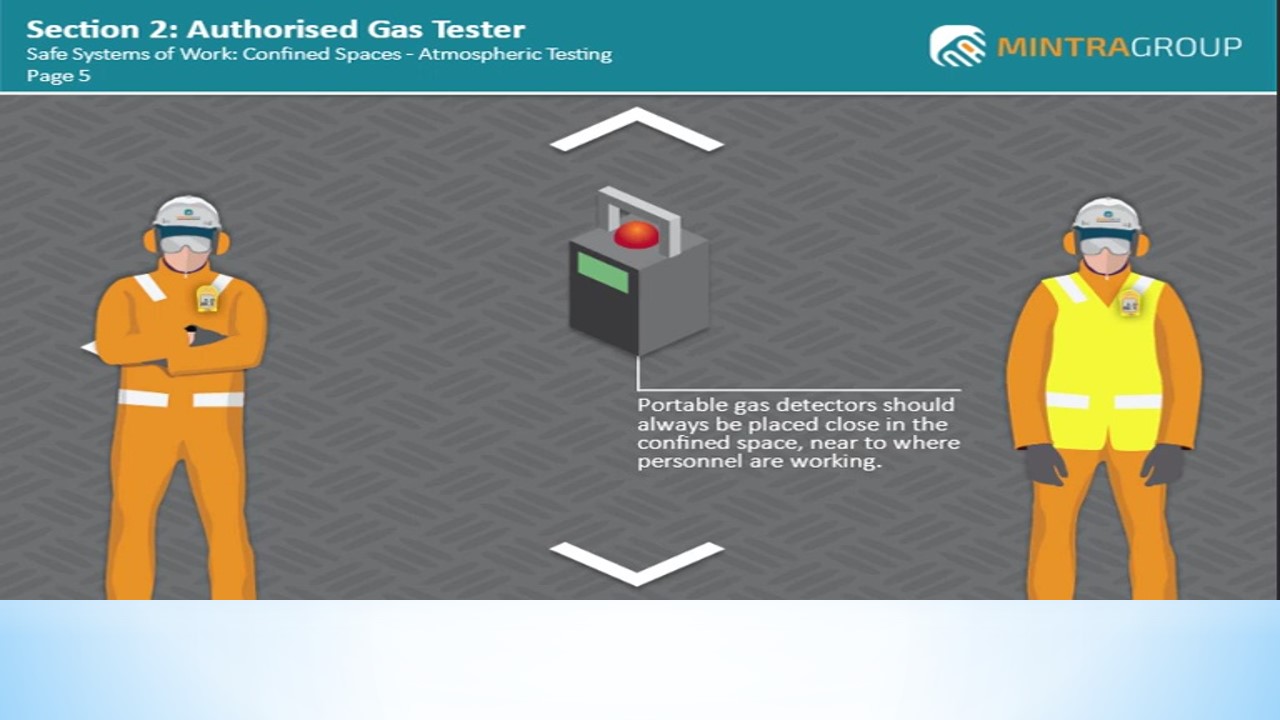 Section 2: Authorised Gas Tester
Safe Systems of Work: Confined Spaces - Atmospheric Testing
Page 5
MINTRAGROUP
Portable gas detectors should
always be placed close in the
confined space, near to where
personnel are working.